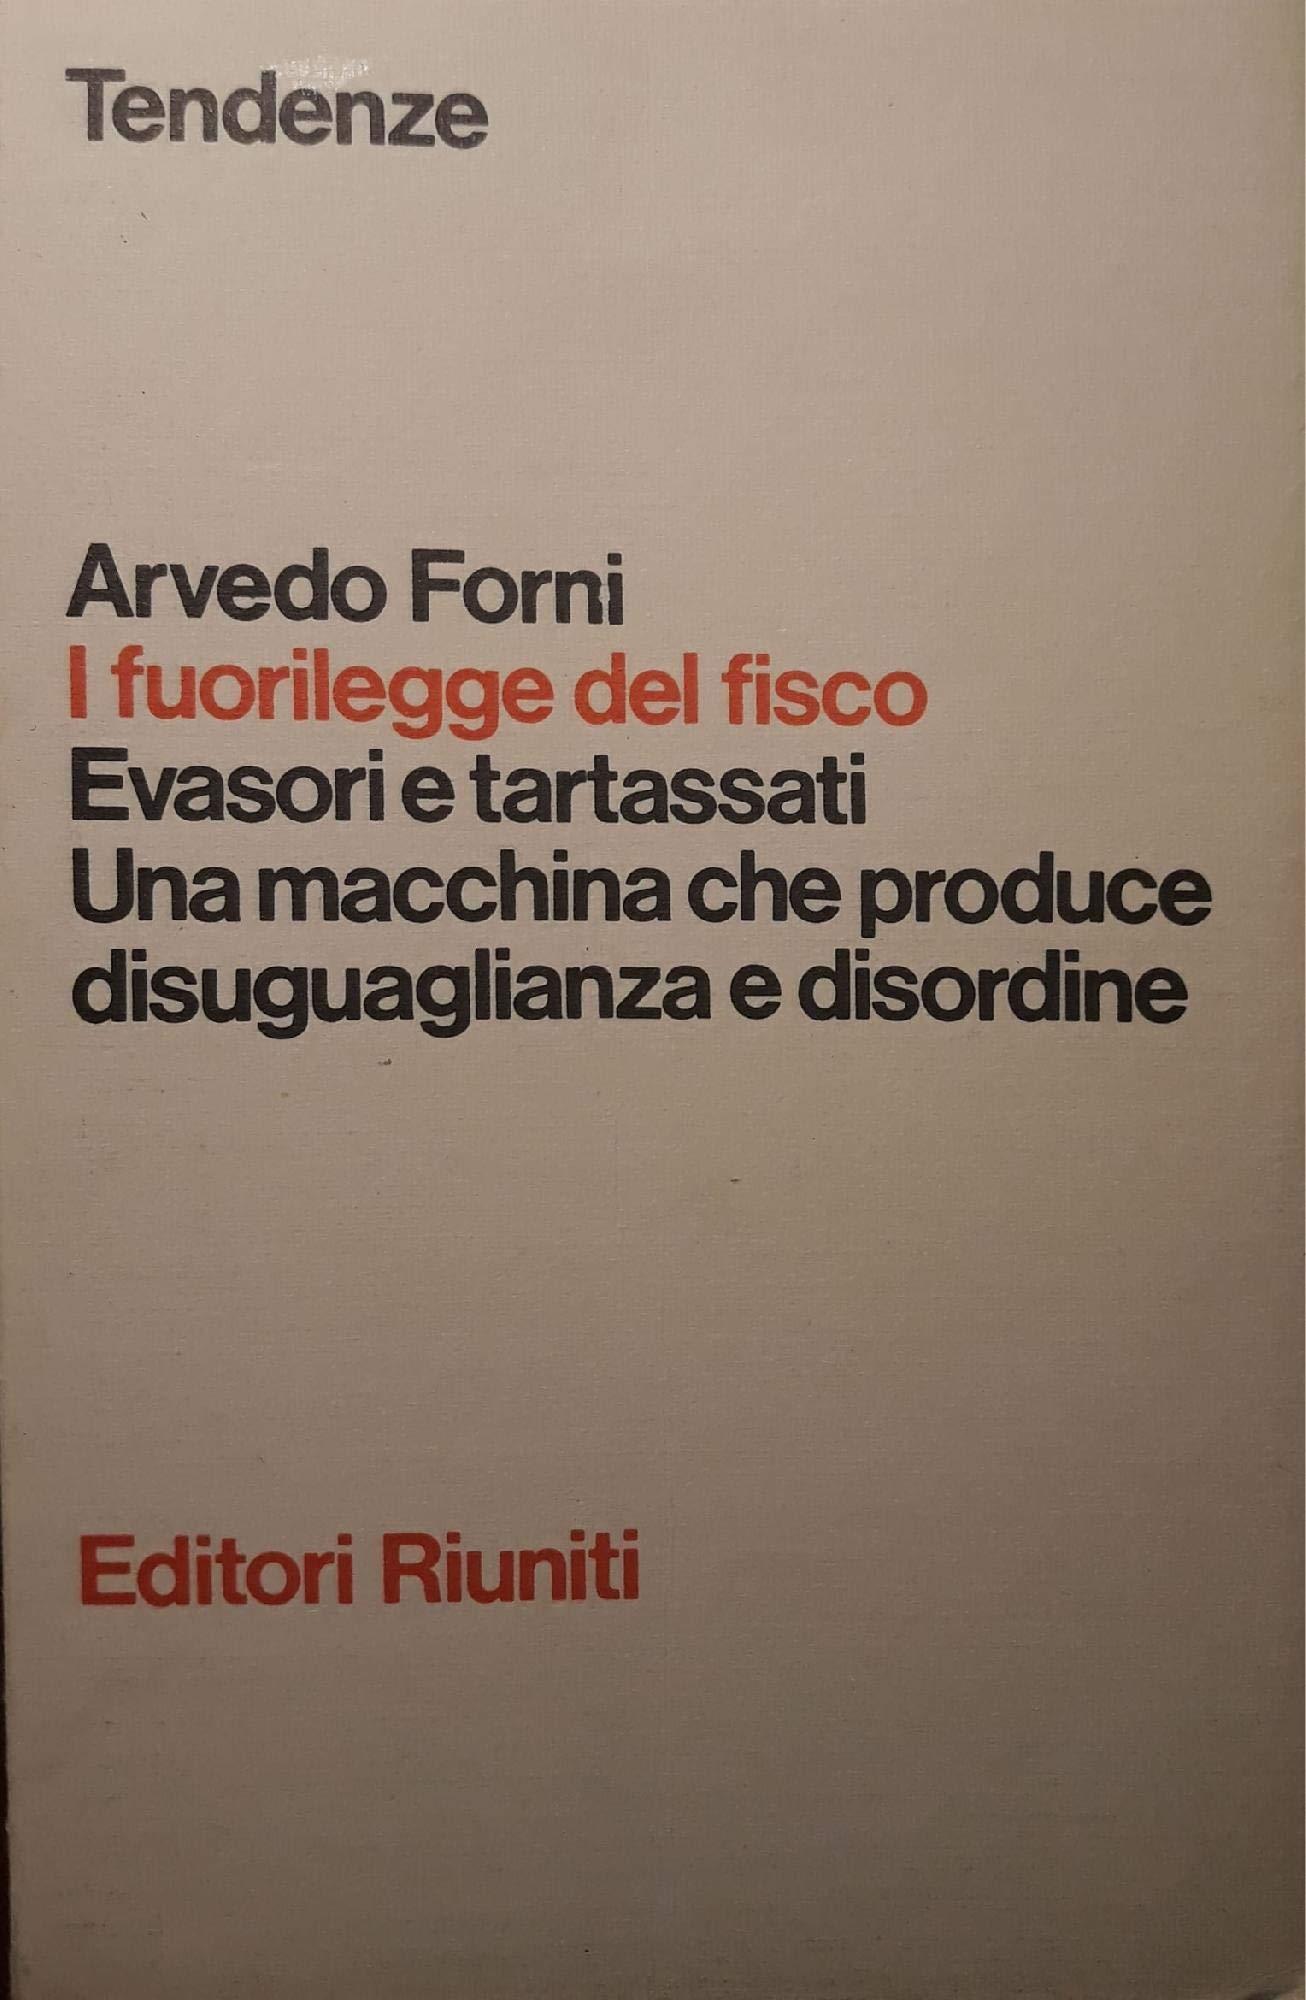 Tendenze
Arvedo Forni
I fuorilegge del fisco
Evasori e tartassati
Una macchina che produce
disuguaglianza e disordine
Editori Riuniti